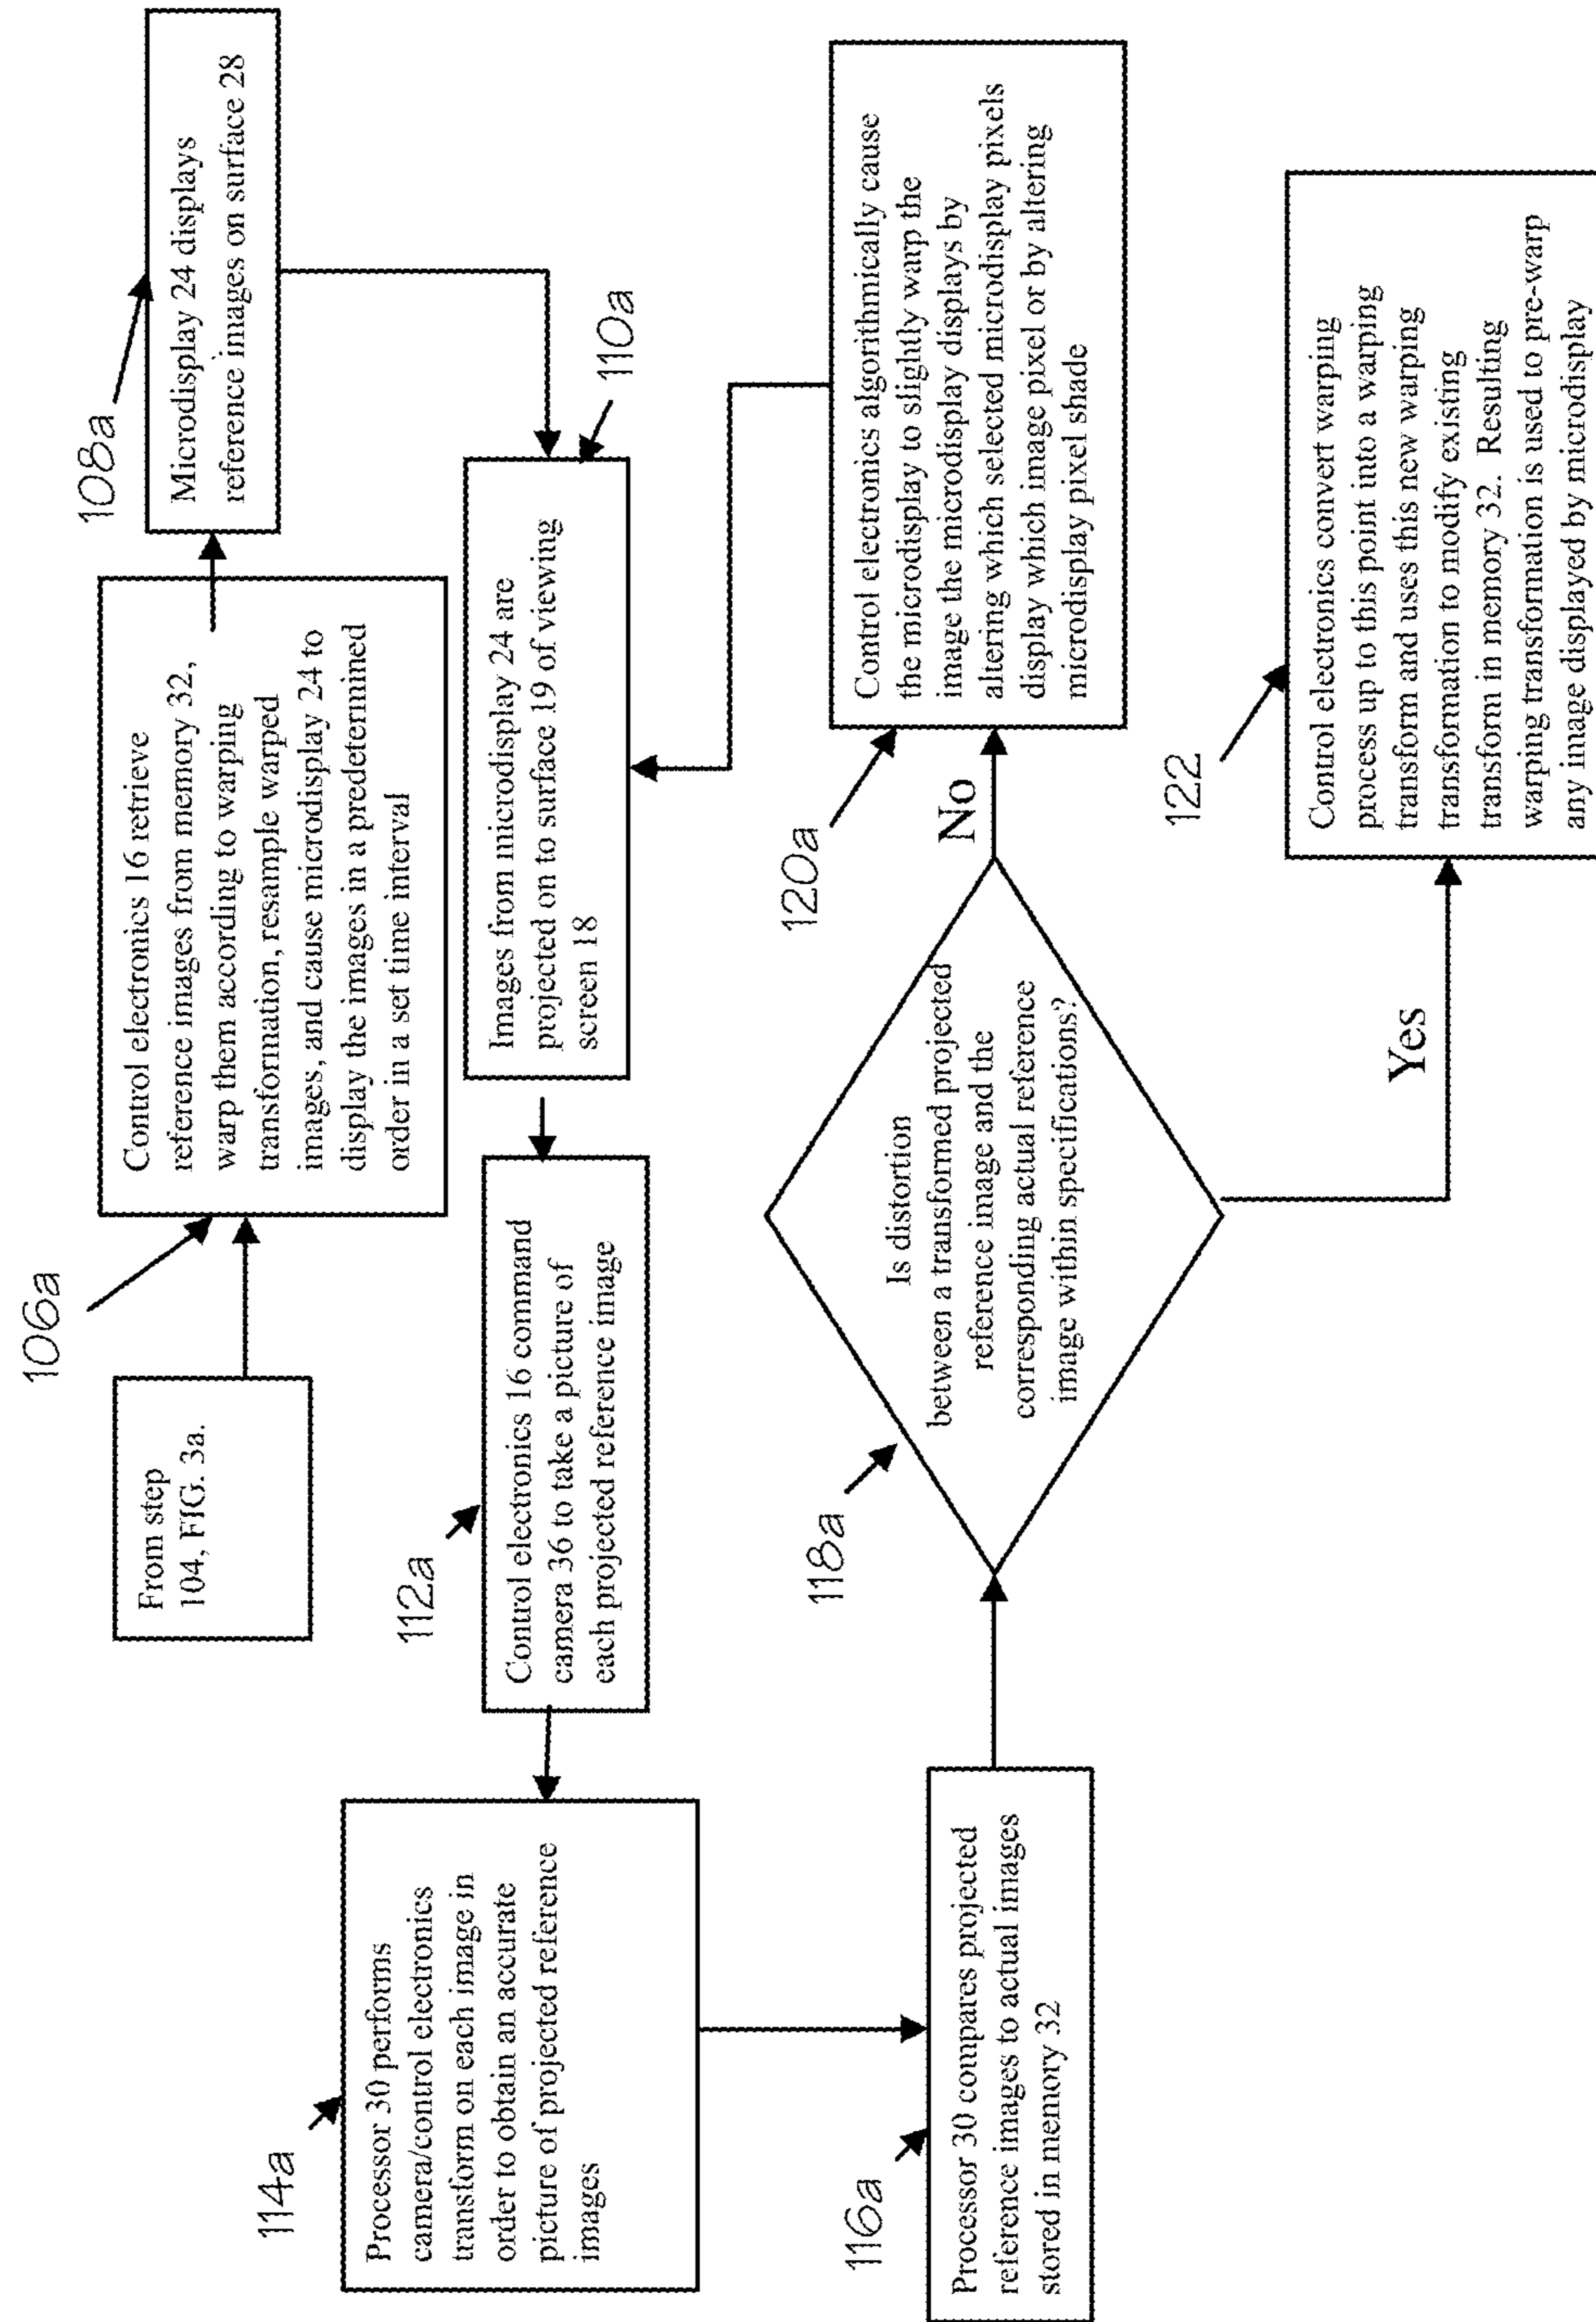 106a
108a
From step
104, FIG. 3a.
Control electronics 16 retrieve
reference images from memory 32,
warp them according to warping
transformation, resample warped
images, and cause microdisplay 24 to
display the images in a predetermined
order in a set time interval
Microdisplay 24 displays
reference images on surface 28
112a
110a
Control electronics 16 command
camera 36 to take a picture of
each projected reference image
Images from microdisplay 24 are
projected on to surface 19 of viewing
screen 18
114a
Processor 30 performs
camera/control electronics
transform on each image in
order to obtain an accurate
picture of projected reference
images
116a
Processor 30 compares projected
reference images to actual images
stored in memory 32
118a
Is distortion
between a transformed projected
reference image and the
corresponding actual reference
image within specifications?
No
120a
Control electronics algorithmically cause
the microdisplay to slightly warp the
image the microdisplay displays by
altering which selected microdisplay pixels
display which image pixel or by altering
microdisplay pixel shade
Yes
122
Control electronics convert warping
process up to this point into a warping
transform and uses this new warping
transformation to modify existing
transform in memory 32.  Resulting
warping transformation is used to pre-warp
any image displayed by microdisplay